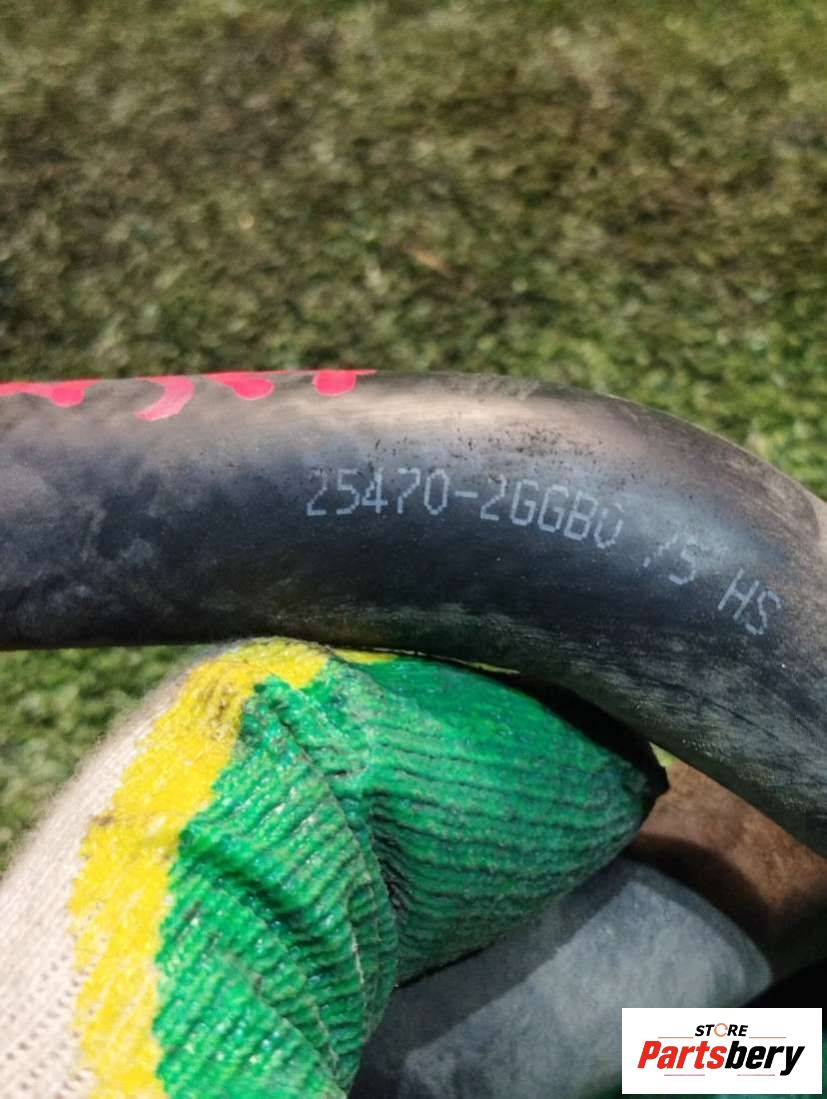 25470-2GGB0 /5 HS
STORE
Partsbery